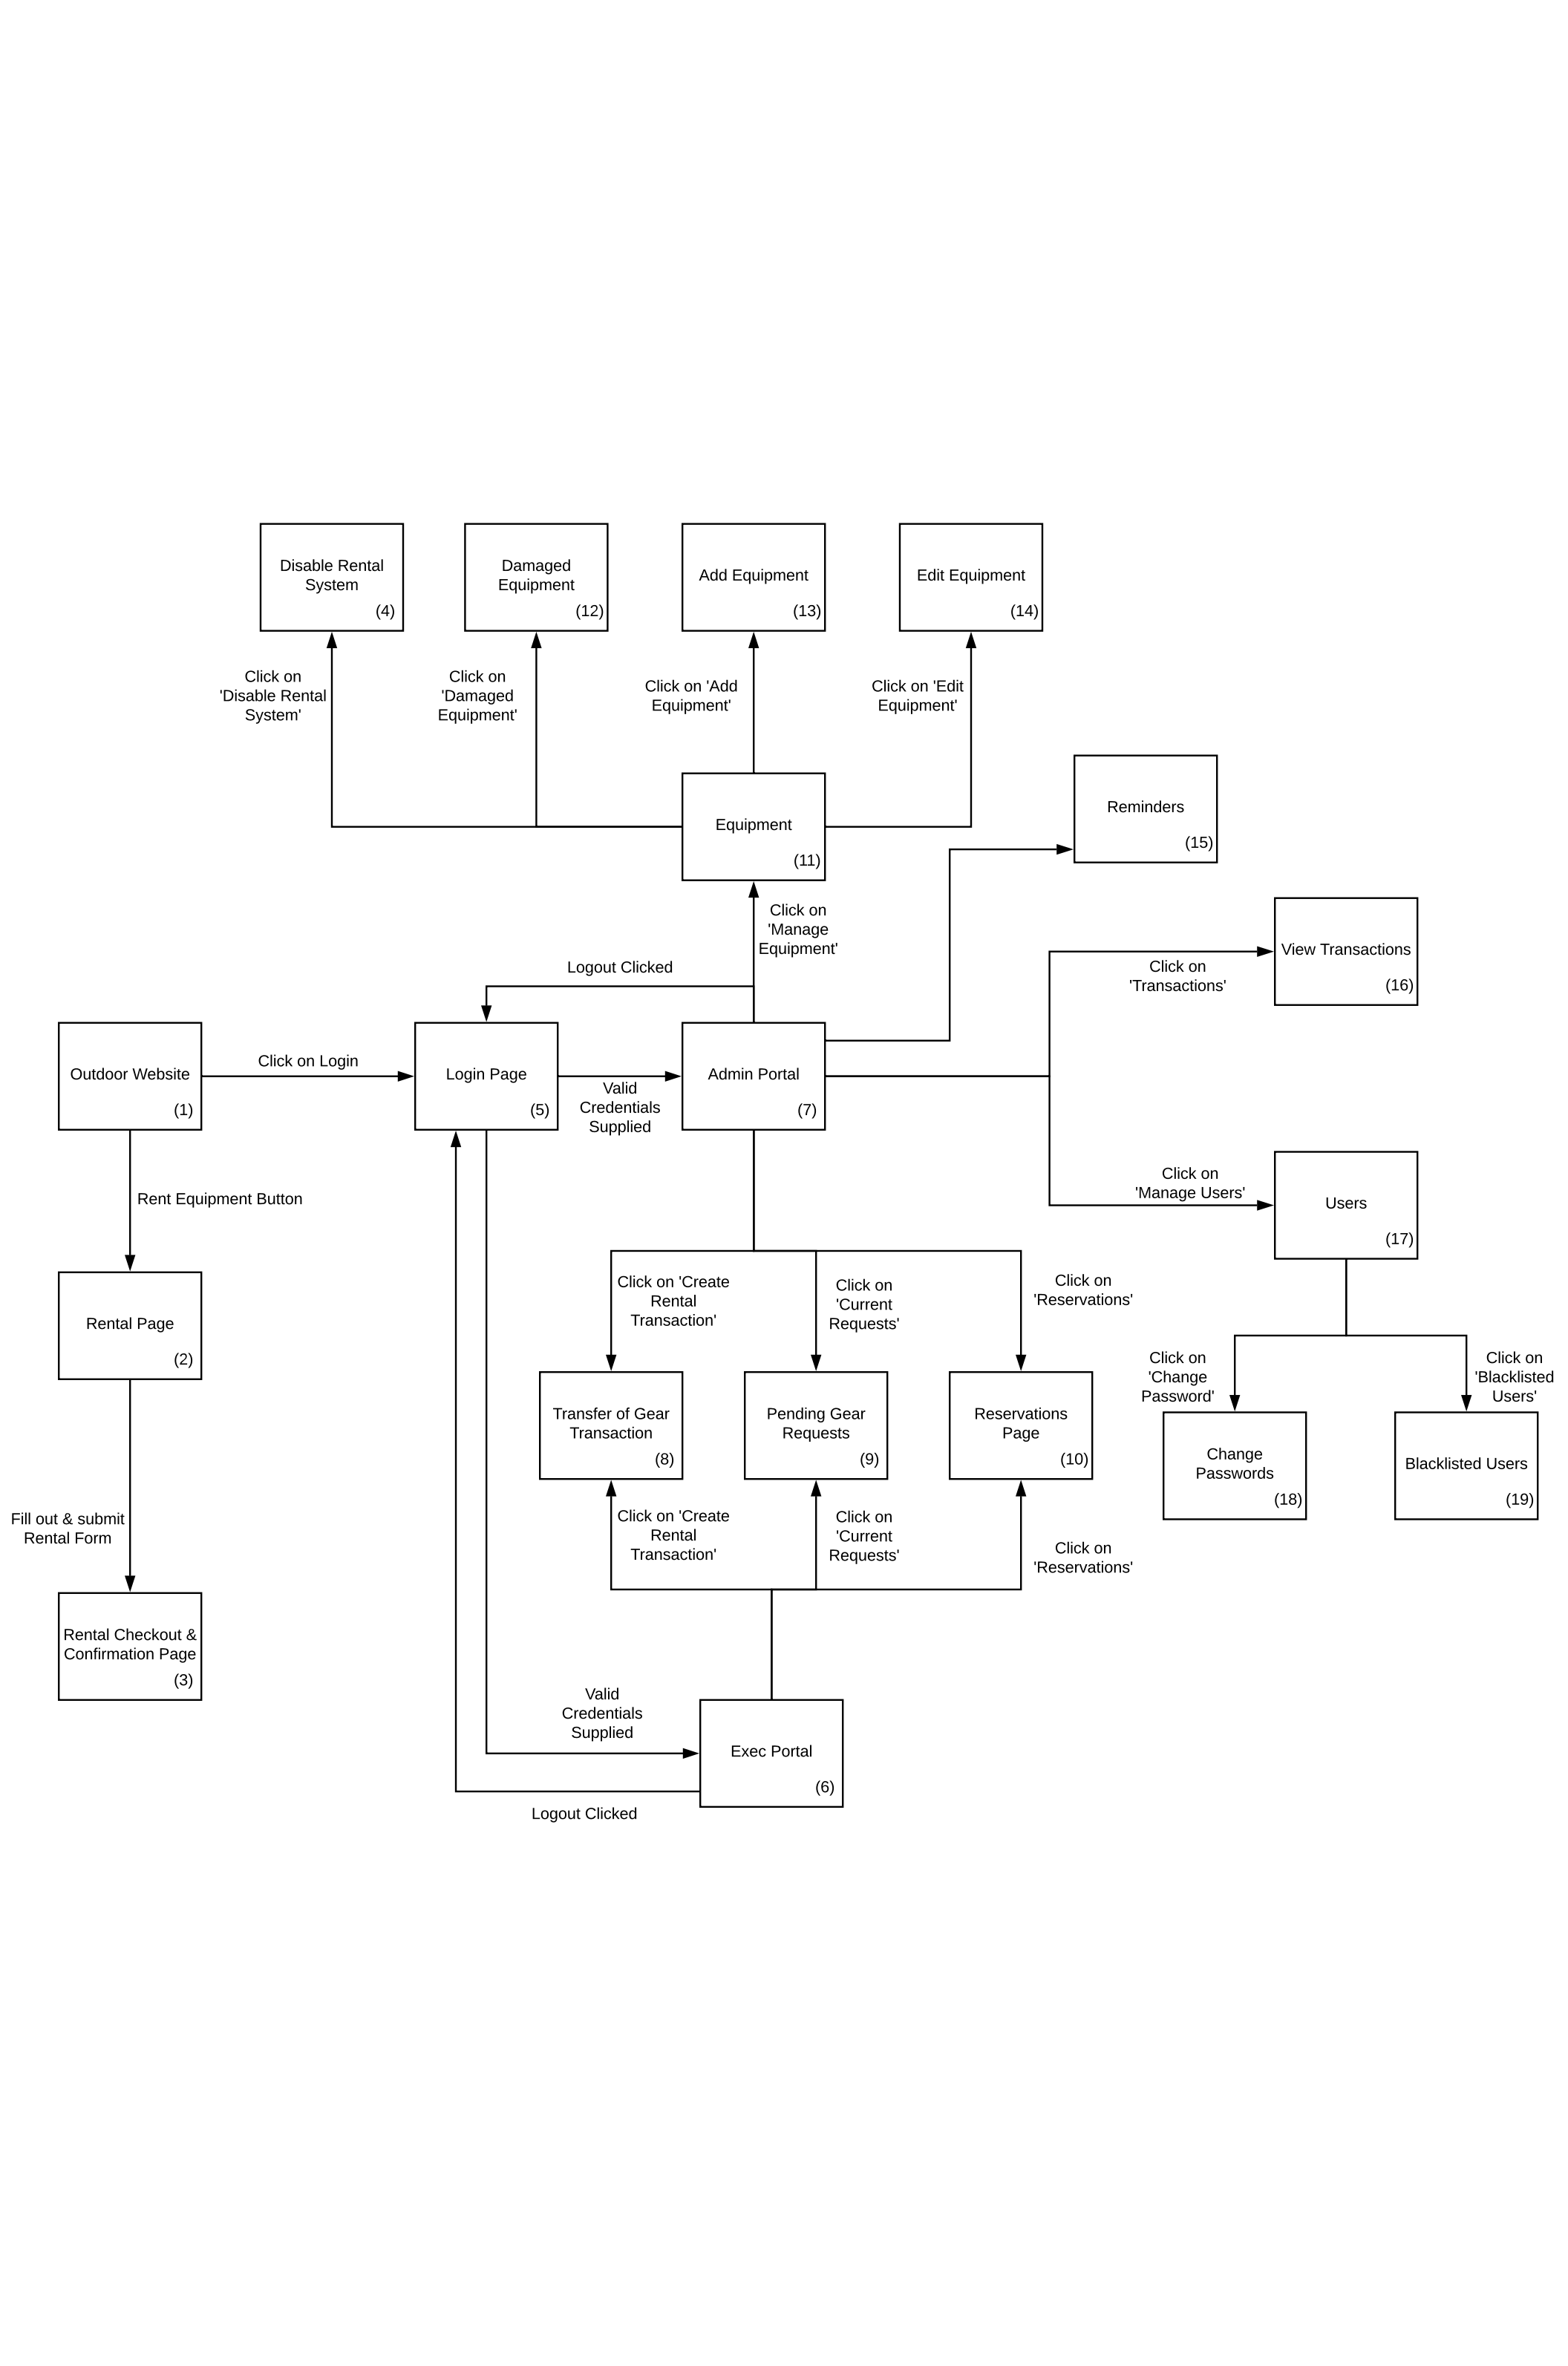 Disable Rental
System
(4)
Damaged
Equipment
(12)
Add Equipment
(13)
Edit Equipment
(14)
Click on
'Disable Rental
System'
Click on
'Damaged
Equipment'
Click on 'Add
Equipment'
Click on 'Edit
Equipment'
Equipment
(11)
Reminders
(15)
Click on
'Manage
Equipment'
Logout Clicked
View Transactions
(16)
Click on
'Transactions'
Outdoor Website
(1)
Click on Login
Login Page
(5)
Valid
Credentials
Supplied
Admin Portal
(7)
Click on
'Manage Users'
Users
(17)
Rent Equipment Button
Rental Page
(2)
Click on 'Create
Rental
Transaction'
Click on
'Current
Requests'
Click on
'Reservations'
Click on
'Change
Password'
Click on
'Blacklisted
Users'
Transfer of Gear
Transaction
(8)
Pending Gear
Requests
(9)
Reservations
Page
(10)
Change
Passwords
(18)
Blacklisted Users
(19)
Fill out & submit
Rental Form
Click on 'Create
Rental
Transaction'
Click on
'Current
Requests'
Click on
'Reservations'
Rental Checkout &
Confirmation Page
(3)
Valid
Credentials
Supplied
Exec Portal
(6)
Logout Clicked